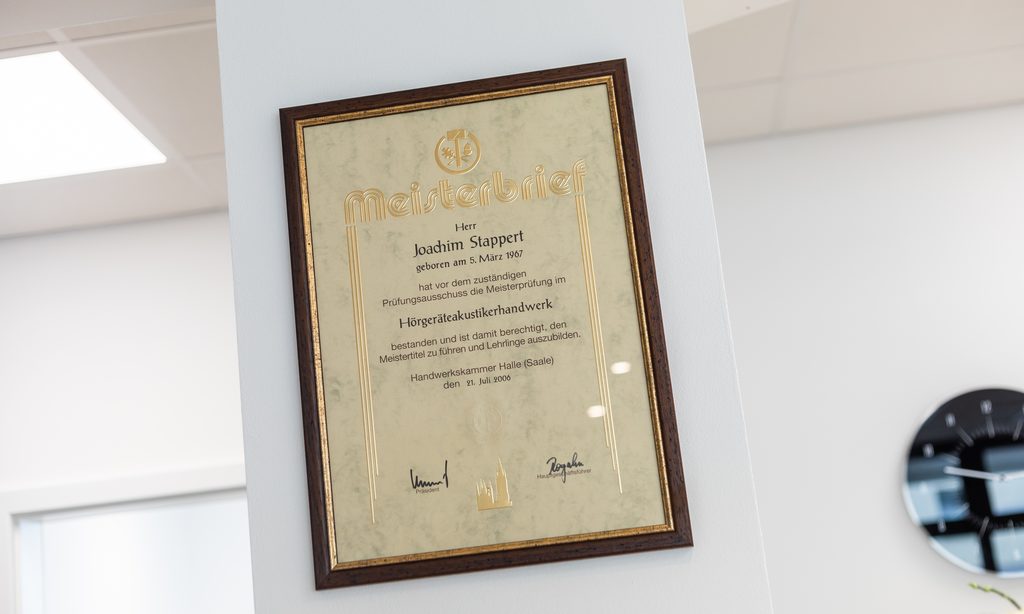 Meisterbrief
Herr
Joachim Stappert
geboren am 5. März 1967
hat vor dem zuständigen
Prüfungsausschuss die Meisterprüfung im
Hörgeräteakustikerhandwerk
bestanden und ist damit berechtigt, den
Meistertitel zu führen und Lehrlinge auszubilden.
Handwerkskammer Halle (Saale)
den 21. Juli 2006
Präsident
Hauptgeschäftsführer